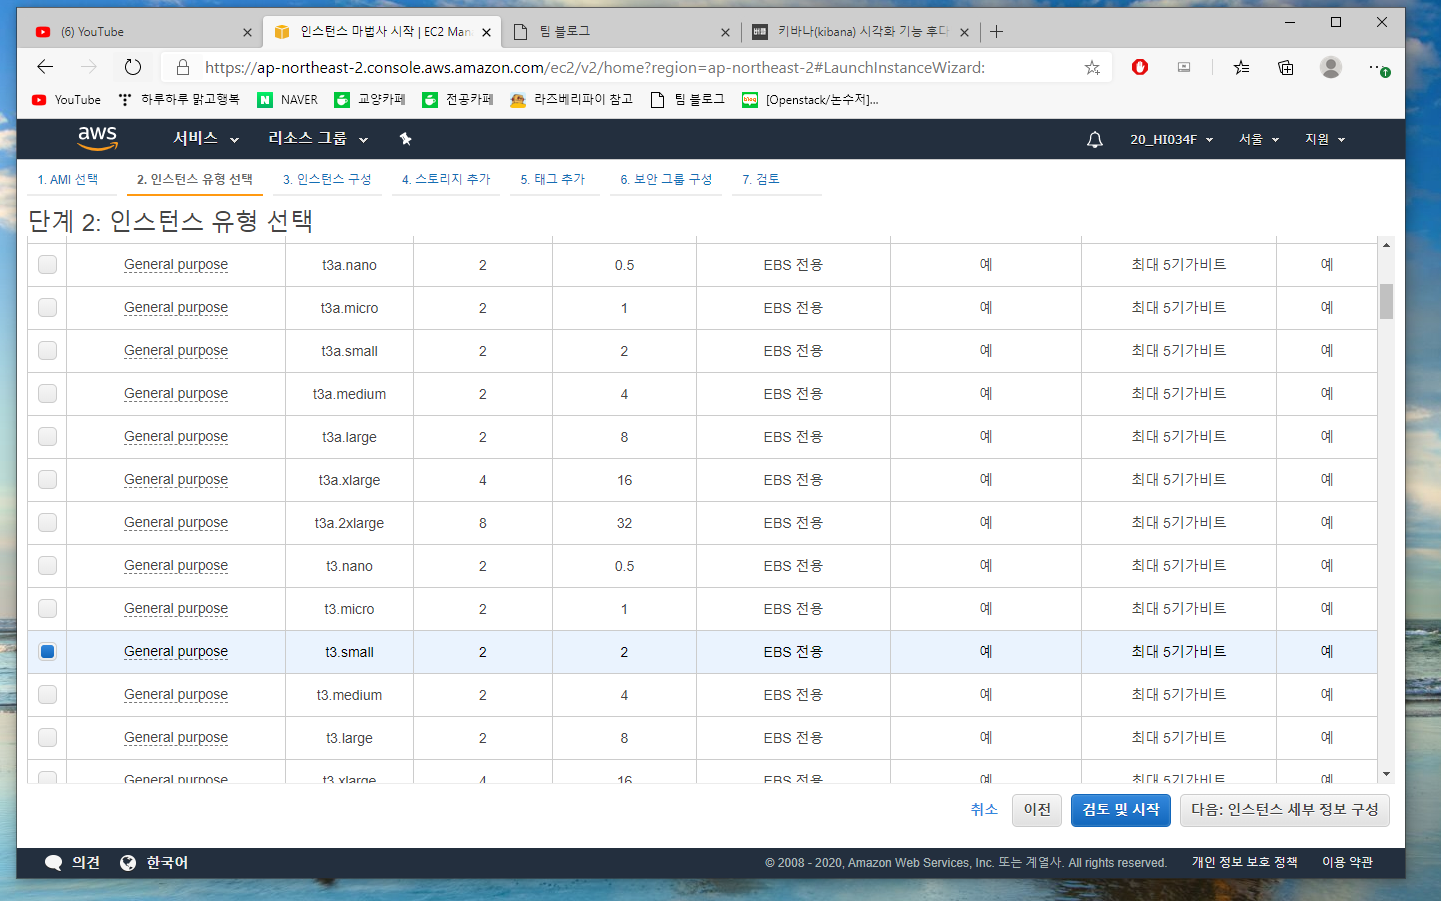 (6) YouTube
인스턴스 마법사 시작 | EC2 Man
팀 블로그
키바나(kibana) 시각화 기능 후다
https://ap-northeast-2.console.aws.amazon.com/ec2/v2/home?region=ap-northeast-2#LaunchInstanceWizard:
YouTube 하루하루 맑고행복 NAVER 교양카페 전공카페 라즈베리파이 참고 팀 블로그 [Openstack/논수저]...
aws 서비스 리소스 그룹 20_HI034F 서울 지원
1. AMI 선택 2. 인스턴스 유형 선택 3. 인스턴스 구성 4. 스토리지 추가 5. 태그 추가 6. 보안 그룹 구성 7. 검토
단계 2: 인스턴스 유형 선택
General purpose t3a.nano 2 0.5 EBS 전용 예 최대 5기가비트 예
General purpose t3a.micro 2 1 EBS 전용 예 최대 5기가비트 예
General purpose t3a.small 2 2 EBS 전용 예 최대 5기가비트 예
General purpose t3a.medium 2 4 EBS 전용 예 최대 5기가비트 예
General purpose t3a.large 2 8 EBS 전용 예 최대 5기가비트 예
General purpose t3a.xlarge 4 16 EBS 전용 예 최대 5기가비트 예
General purpose t3a.2xlarge 8 32 EBS 전용 예 최대 5기가비트 예
General purpose t3.nano 2 0.5 EBS 전용 예 최대 5기가비트 예
General purpose t3.micro 2 1 EBS 전용 예 최대 5기가비트 예
General purpose t3.small 2 2 EBS 전용 예 최대 5기가비트 예
General purpose t3.medium 2 4 EBS 전용 예 최대 5기가비트 예
General purpose t3.large 2 8 EBS 전용 예 최대 5기가비트 예
General purpose t3.xlarge 4 16 EBS 전용 예 최대 5기가비트 예
취소 이전 검토 및 시작 다음: 인스턴스 세부 정보 구성
의견 한국어 © 2008 - 2020, Amazon Web Services, Inc. 또는 계열사. All rights reserved. 개인 정보 보호 정책 이용 약관